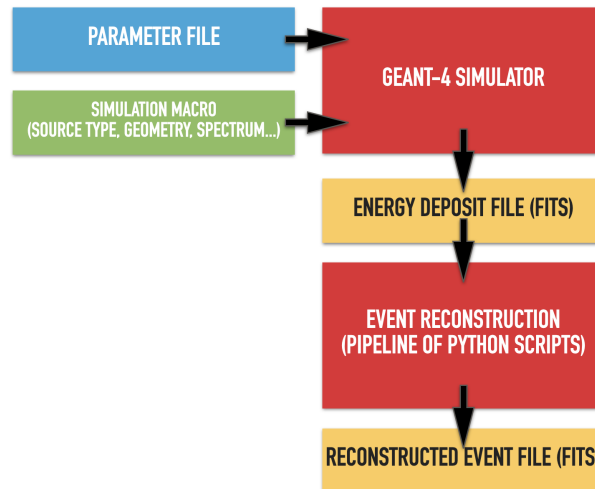 PARAMETER FILE
GEANT-4 SIMULATOR
SIMULATION MACRO
(SOURCE TYPE, GEOMETRY, SPECTRUM...)
ENERGY DEPOSIT FILE (FITS)
EVENT RECONSTRUCTION
(PIPELINE OF PYTHON SCRIPTS)
RECONSTRUCTED EVENT FILE (FITS